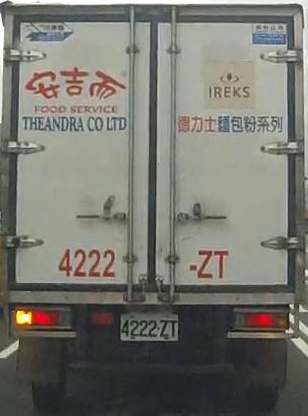 安吉而
FOOD SERVICE
THEANDRA CO LTD
IREKS
德力士麵包粉系列
4222 -ZT
4222-ZT